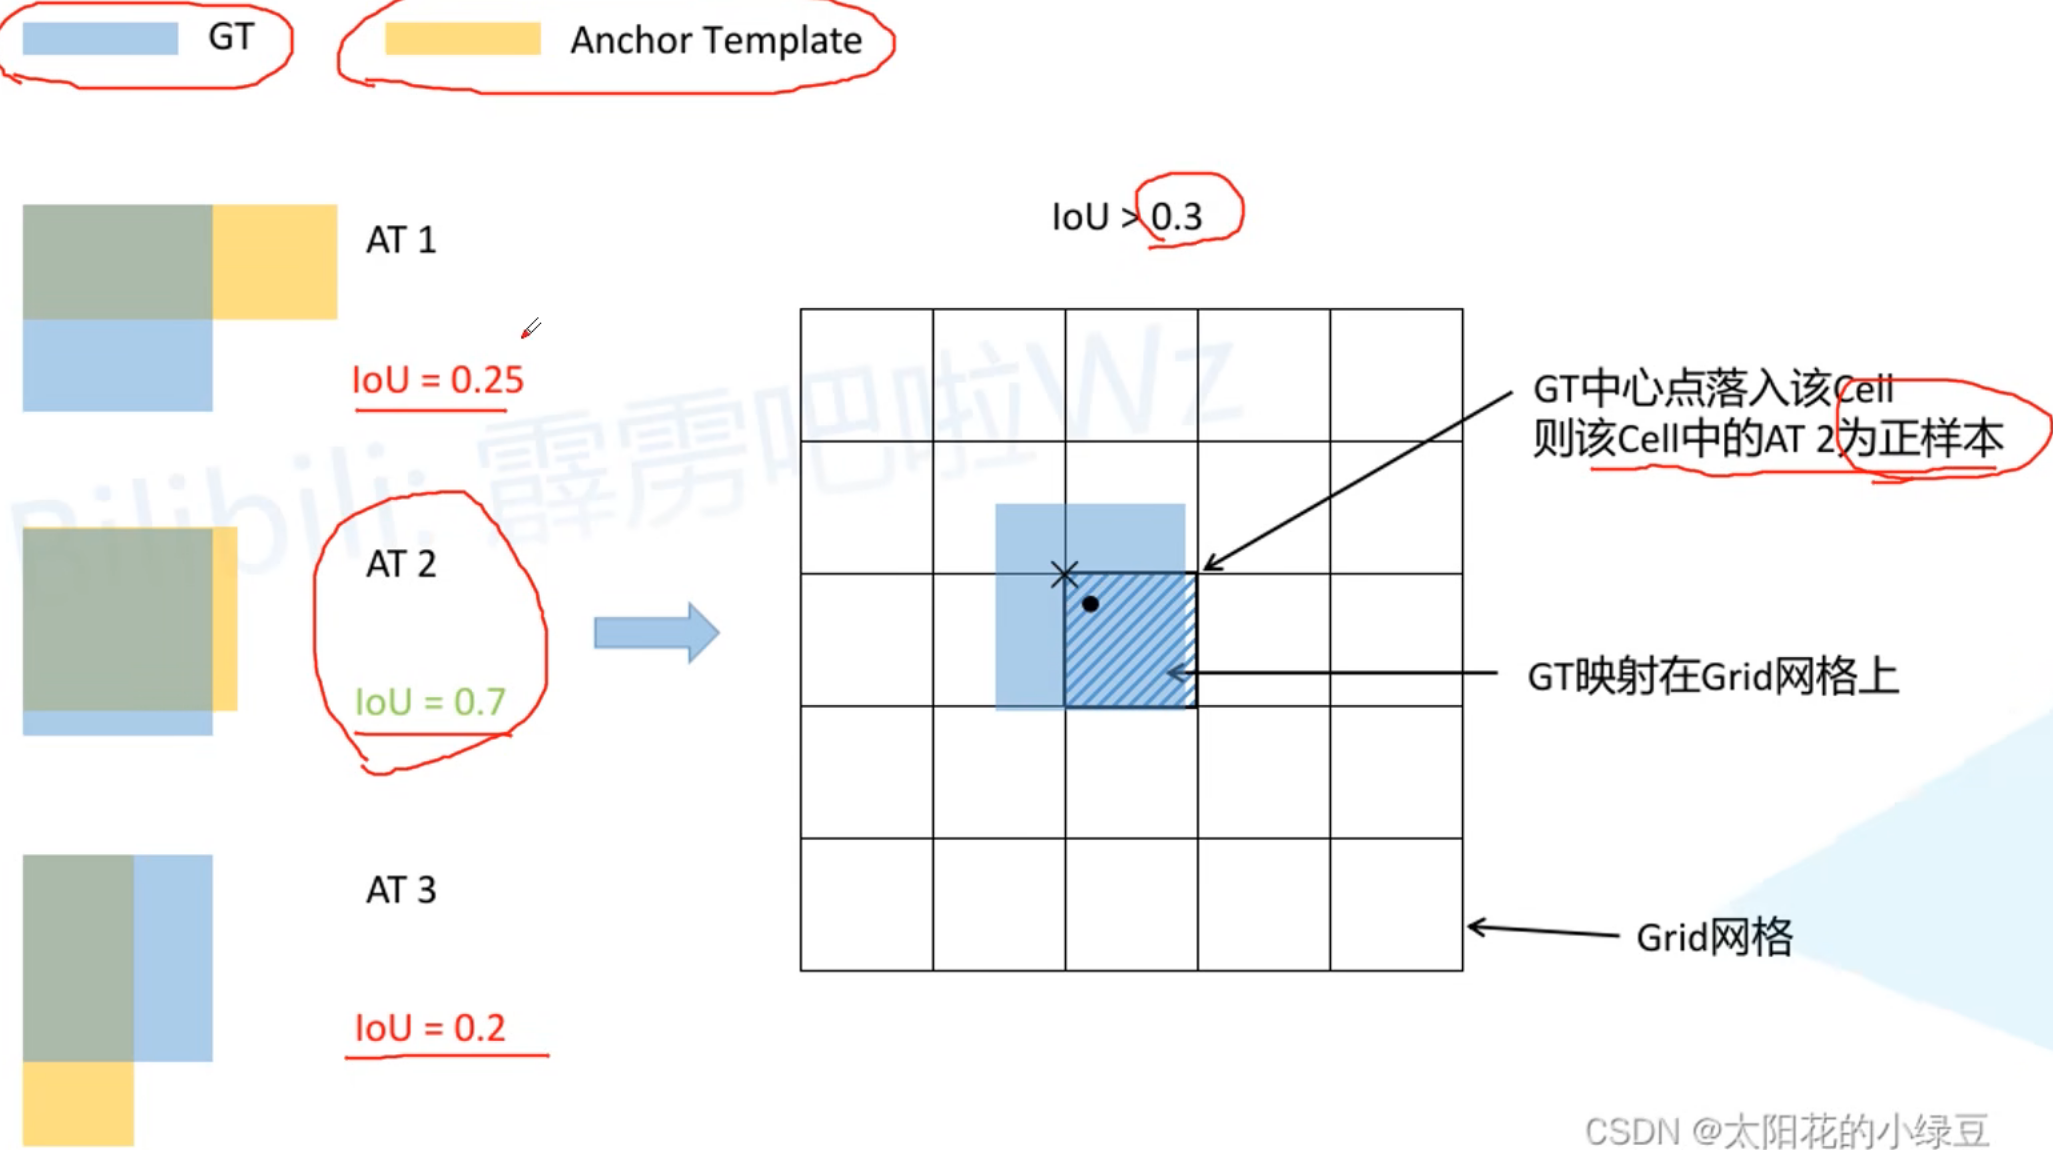 GT
Anchor Template
AT 1
IoU = 0.25
IoU > 0.3
GT中心点落入该Cell
则该Cell中的AT 2为正样本
Bilibili: 霹雳吧啦Wz
AT 2
IoU = 0.7
GT映射在Grid网格上
AT 3
IoU = 0.2
Grid网格
CSDN @太阳花的小绿豆